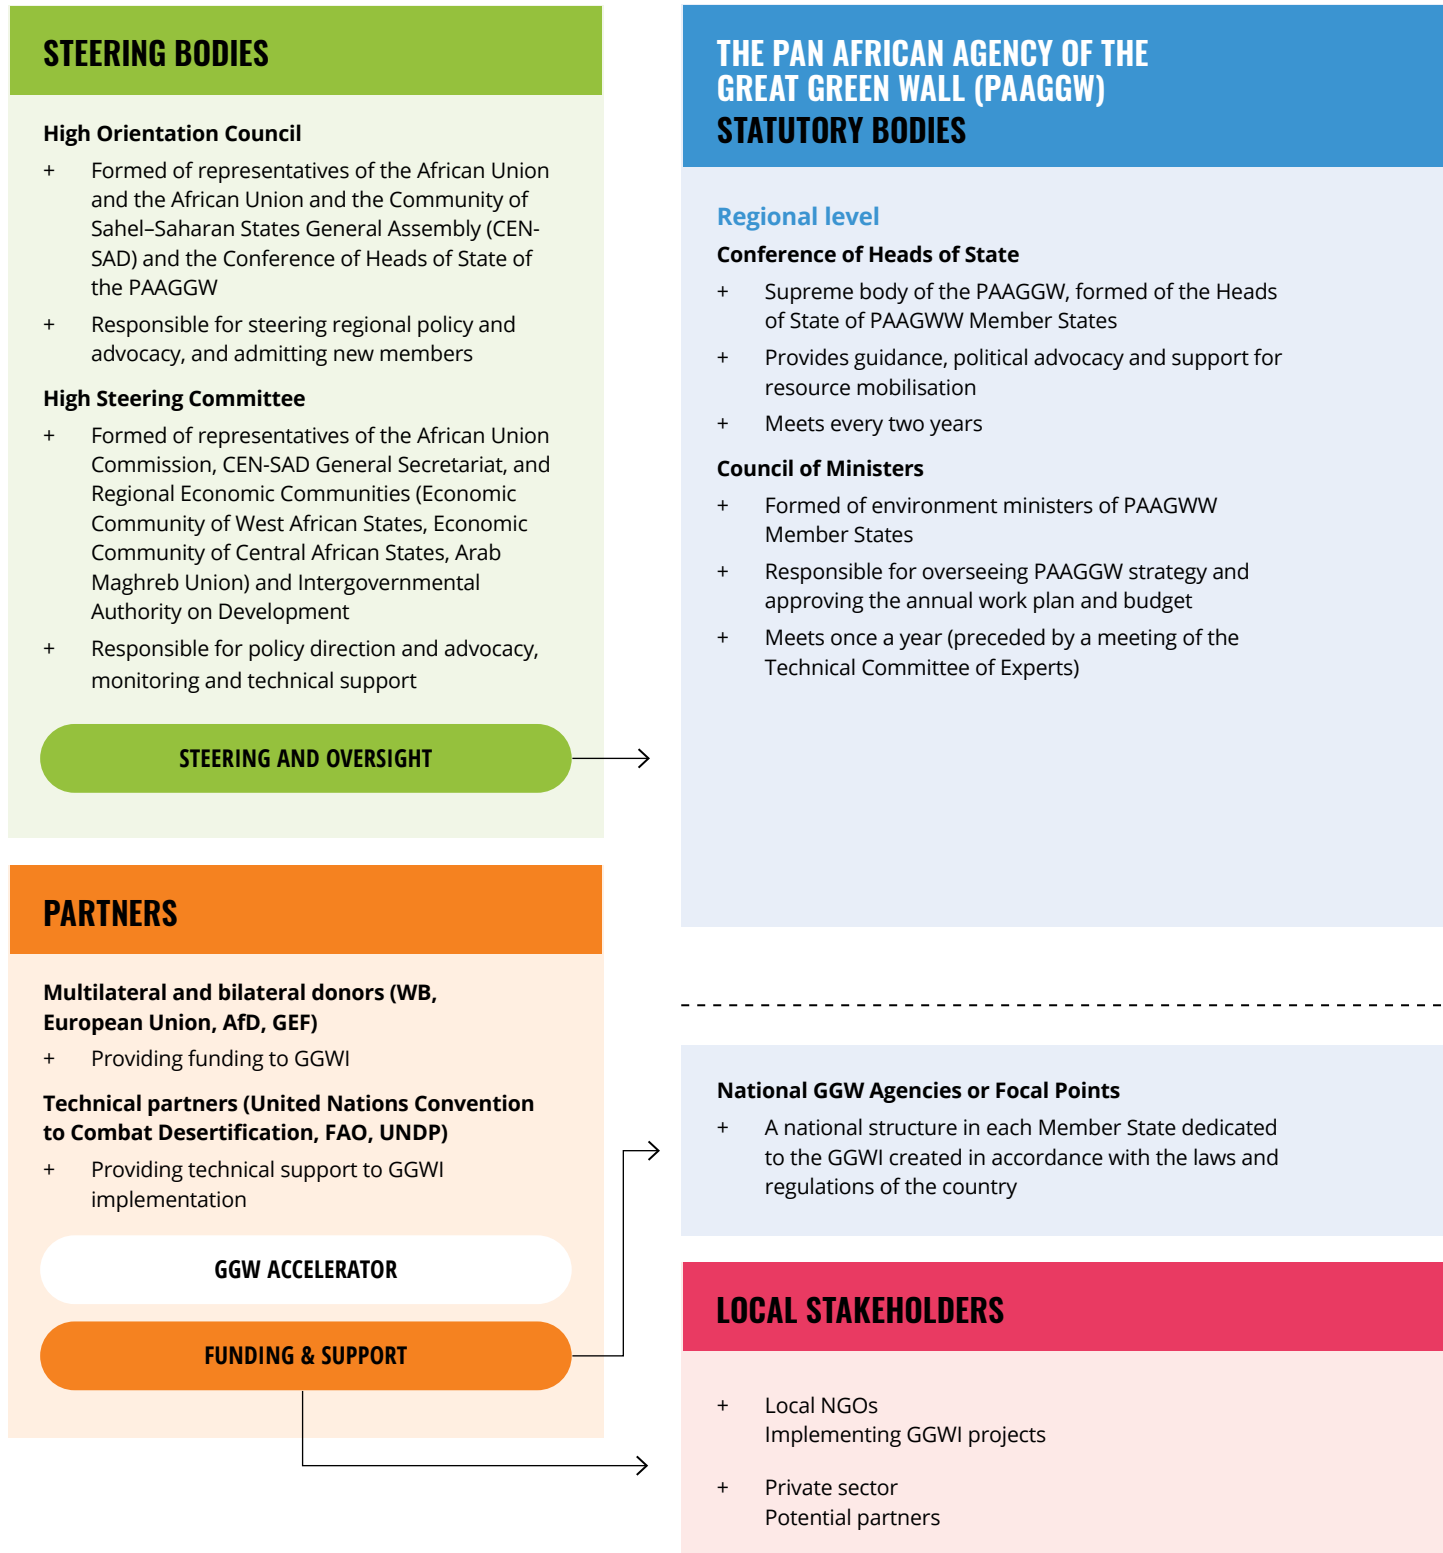 STEERING BODIES
High Orientation Council
+ Formed of representatives of the African Union
and the African Union and the Community of
Sahel–Saharan States General Assembly (CEN-
SAD) and the Conference of Heads of State of
the PAAGGW
+ Responsible for steering regional policy and
advocacy, and admitting new members
High Steering Committee
+ Formed of representatives of the African Union
Commission, CEN-SAD General Secretariat, and
Regional Economic Communities (Economic
Community of West African States, Economic
Community of Central African States, Arab
Maghreb Union) and Intergovernmental
Authority on Development
+ Responsible for policy direction and advocacy,
monitoring and technical support
STEERING AND OVERSIGHT
PARTNERS
Multilateral and bilateral donors (WB,
European Union, AfD, GEF)
+ Providing funding to GGWI
Technical partners (United Nations Convention
to Combat Desertification, FAO, UNDP)
+ Providing technical support to GGWI
implementation
GGW ACCELERATOR
FUNDING & SUPPORT
THE PAN AFRICAN AGENCY OF THE
GREAT GREEN WALL (PAAGGW)
STATUTORY BODIES
Regional level
Conference of Heads of State
+ Supreme body of the PAAGGW, formed of the Heads
of State of PAAGWW Member States
+ Provides guidance, political advocacy and support for
resource mobilisation
+ Meets every two years
Council of Ministers
+ Formed of environment ministers of PAAGWW
Member States
+ Responsible for overseeing PAAGGW strategy and
approving the annual work plan and budget
+ Meets once a year (preceded by a meeting of the
Technical Committee of Experts)
National GGW Agencies or Focal Points
+ A national structure in each Member State dedicated
to the GGWI created in accordance with the laws and
regulations of the country
LOCAL STAKEHOLDERS
+ Local NGOs
Implementing GGWI projects
+ Private sector
Potential partners